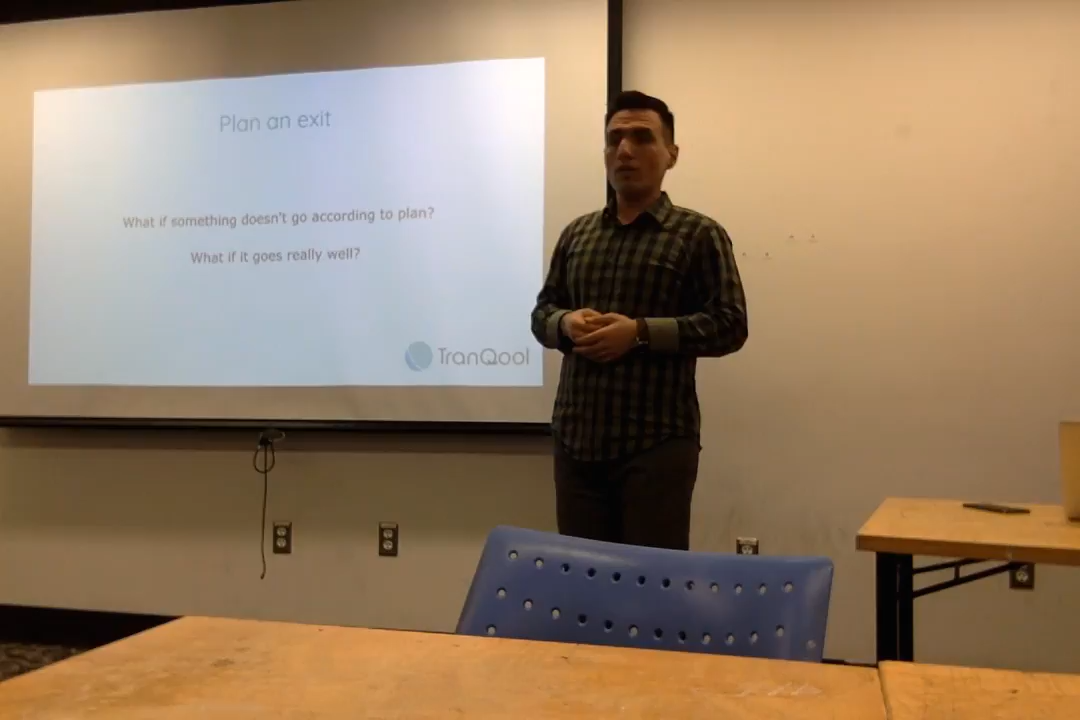 Plan an exit
What if something doesn't go according to plan?
What if it goes really well?
TranQool